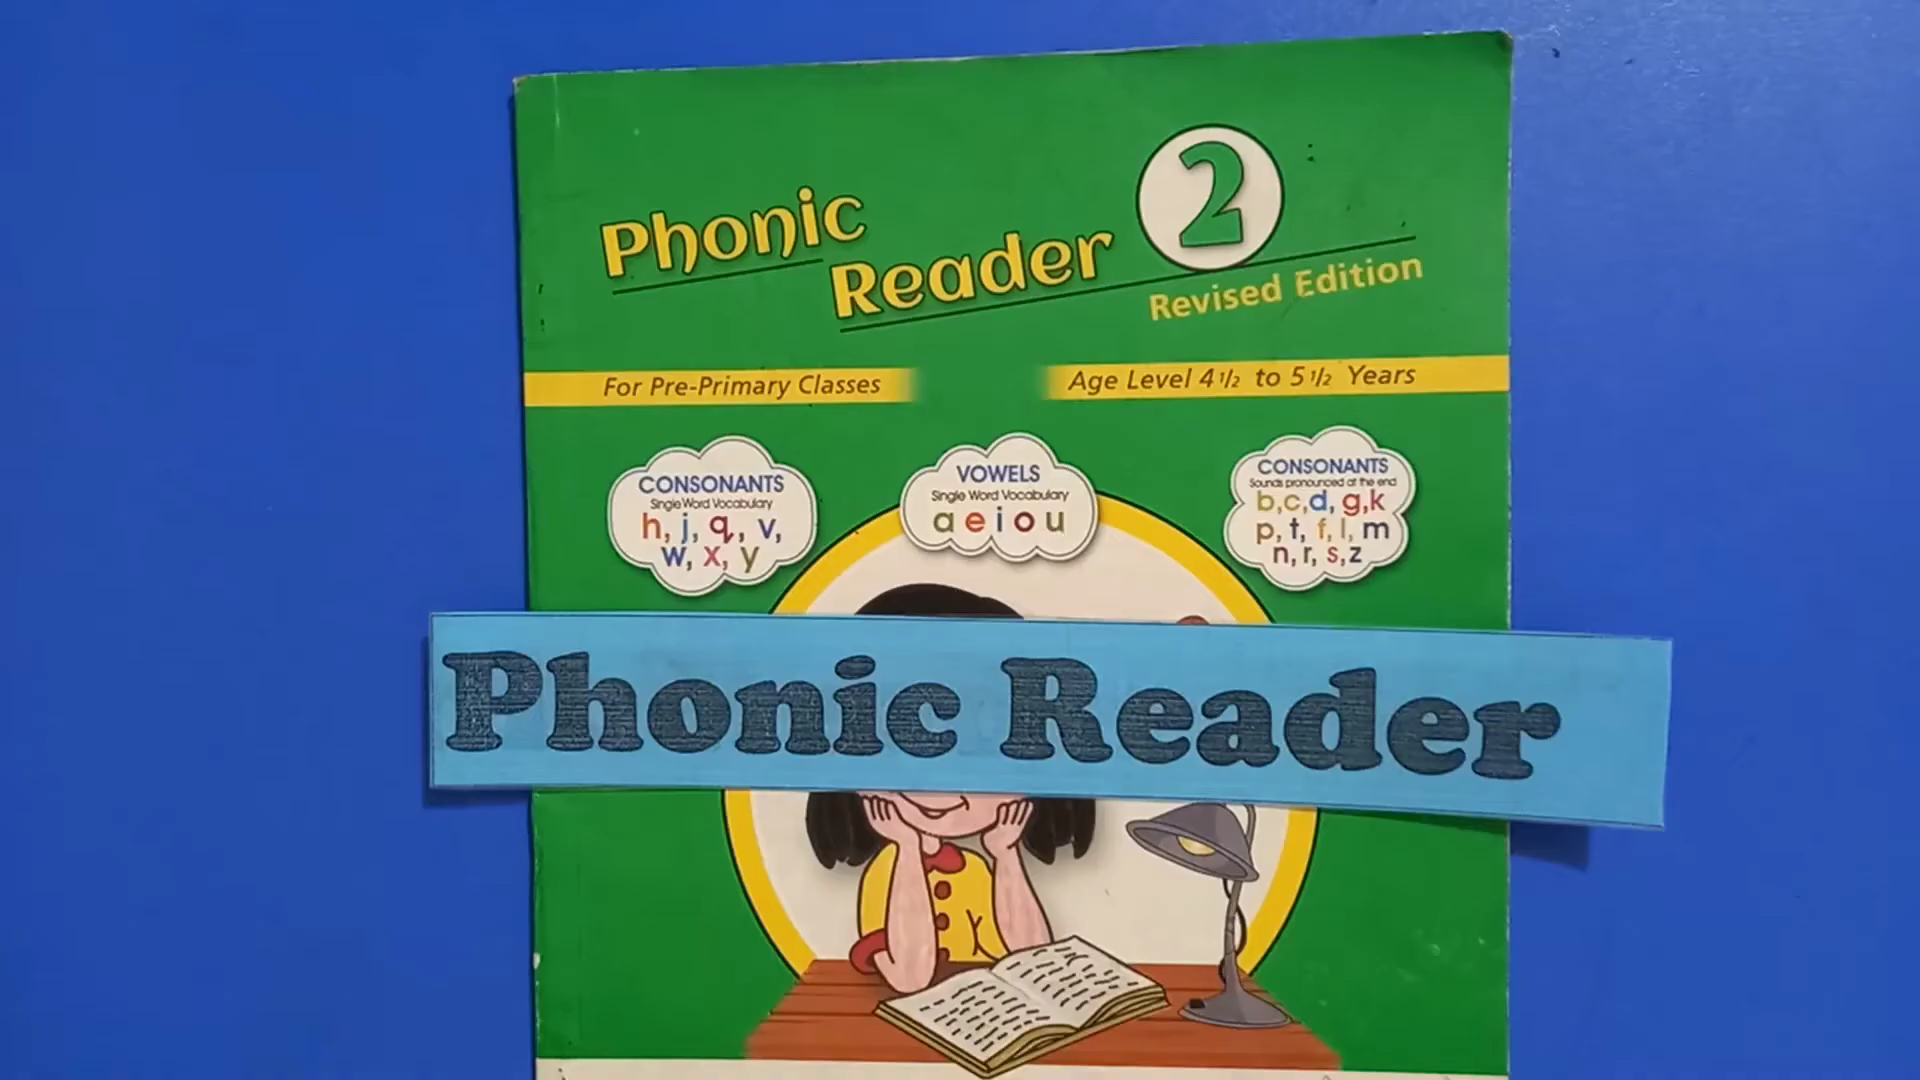 Phonic
Reader
2
Revised Edition
For Pre-Primary Classes
Age Level 4 1/2 to 5 1/2 Years
CONSONANTS
Single Word Vocabulary
h, j, q, v,
w, x, y
VOWELS
Single Word Vocabulary
a e i o u
CONSONANTS
Sounds pronounced at the end
b,c,d, g,k
p, t, f, l, m
n, r, s,z
Phonic Reader